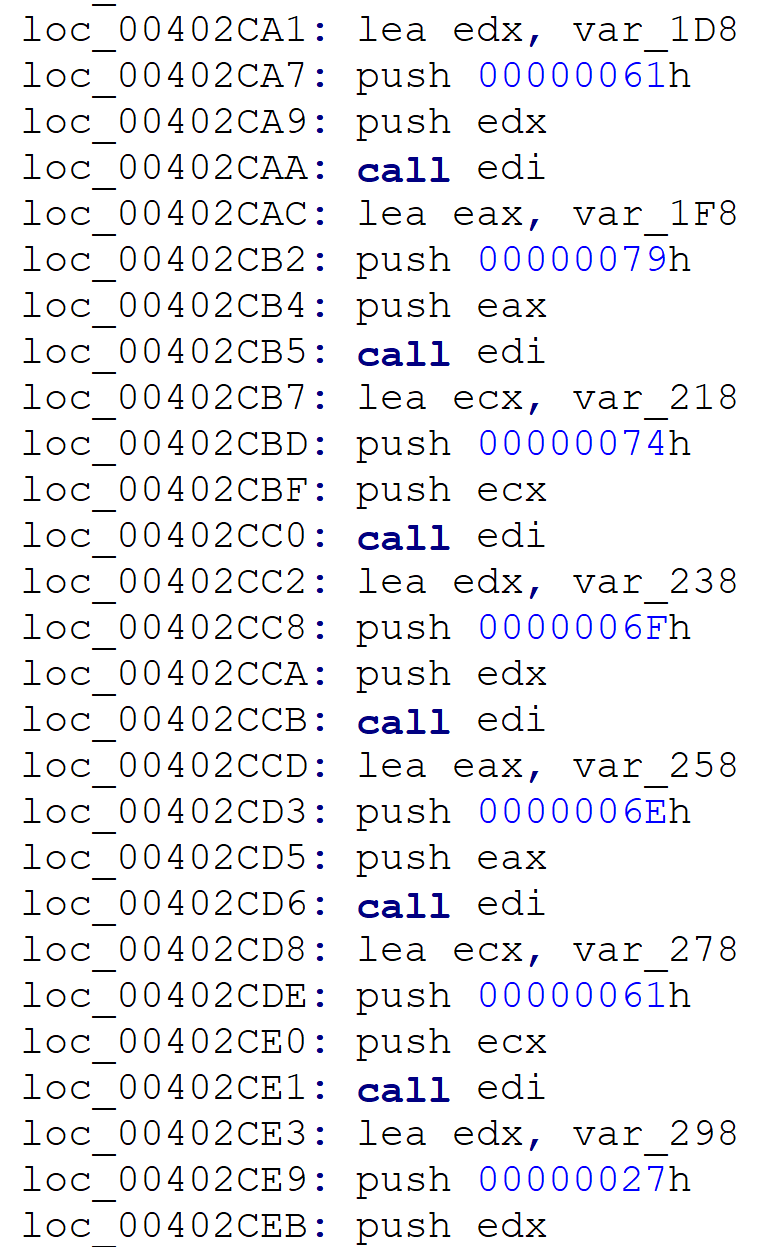 loc_00402CA1: lea edx, var_1D8
loc_00402CA7: push 00000061h
loc_00402CA9: push edx
loc_00402CAA: call edi
loc_00402CAC: lea eax, var_1F8
loc_00402CB2: push 00000079h
loc_00402CB4: push eax
loc_00402CB5: call edi
loc_00402CB7: lea ecx, var_218
loc_00402CBD: push 00000074h
loc_00402CBF: push ecx
loc_00402CC0: call edi
loc_00402CC2: lea edx, var_238
loc_00402CC8: push 0000006Fh
loc_00402CCA: push edx
loc_00402CCB: call edi
loc_00402CCD: lea eax, var_258
loc_00402CD3: push 0000006Eh
loc_00402CD5: push eax
loc_00402CD6: call edi
loc_00402CD8: lea ecx, var_278
loc_00402CDE: push 00000061h
loc_00402CE0: push ecx
loc_00402CE1: call edi
loc_00402CE3: lea edx, var_298
loc_00402CE9: push 00000027h
loc_00402CEB: push edx